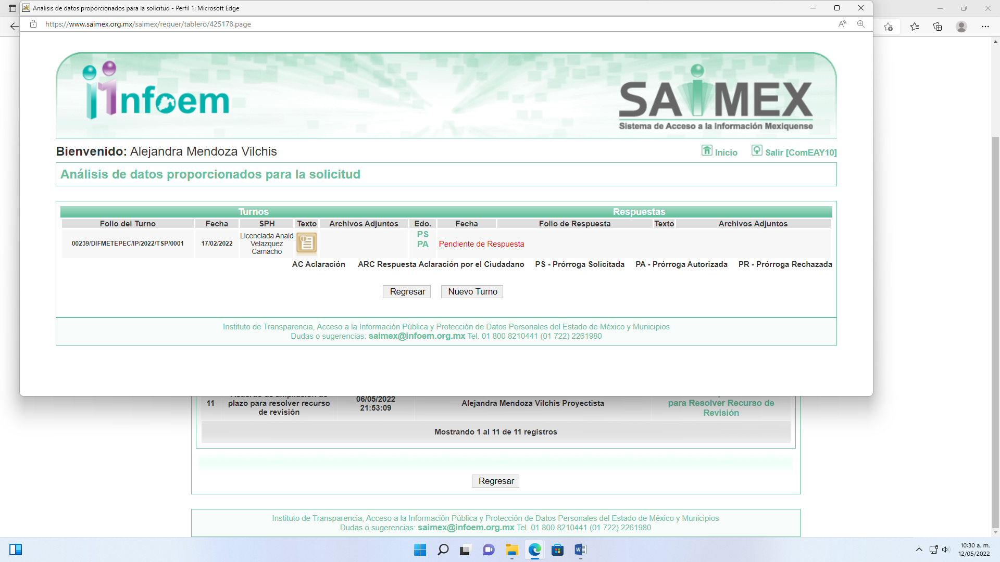 Análisis de datos proporcionados para la solicitud - Perfil 1: Microsoft Edge
https://www.saimex.org.mx/saimex/requer/tablero/425178.page
infoem
SAIMEX
Sistema de Acceso a la Información Mexiquense
Bienvenido: Alejandra Mendoza Vilchis
Inicio
Salir [ComEAY10]
Análisis de datos proporcionados para la solicitud
Turnos
Respuestas
Folio del Turno
Fecha
SPH
Texto
Archivos Adjuntos
Edo.
Fecha
Folio de Respuesta
Texto
Archivos Adjuntos
00239/DIFMETEPEC/IP/2022/TSP/0001
17/02/2022
Licenciada Anaid
Velazquez
Camacho
PS
PA
Pendiente de Respuesta
AC Aclaración
ARC Respuesta Aclaración por el Ciudadano
PS - Prórroga Solicitada
PA - Prórroga Autorizada
PR - Prórroga Rechazada
Regresar
Nuevo Turno
Instituto de Transparencia, Acceso a la Información Pública y Protección de Datos Personales del Estado de México y Municipios
Dudas o sugerencias: saimex@infoem.org.mx Tel. 01 800 8210441 (01 722) 2261980
11
plazo para resolver recurso
de revisión
06/05/2022
21:53:09
Alejandra Mendoza Vilchis Proyectista
para Resolver Recurso de
Revisión
Mostrando 1 al 11 de 11 registros
Regresar
Instituto de Transparencia, Acceso a la Información Pública y Protección de Datos Personales del Estado de México y Municipios
Dudas o sugerencias: saimex@infoem.org.mx Tel. 01 800 8210441 (01 722) 2261980
10:30 a. m.
12/05/2022